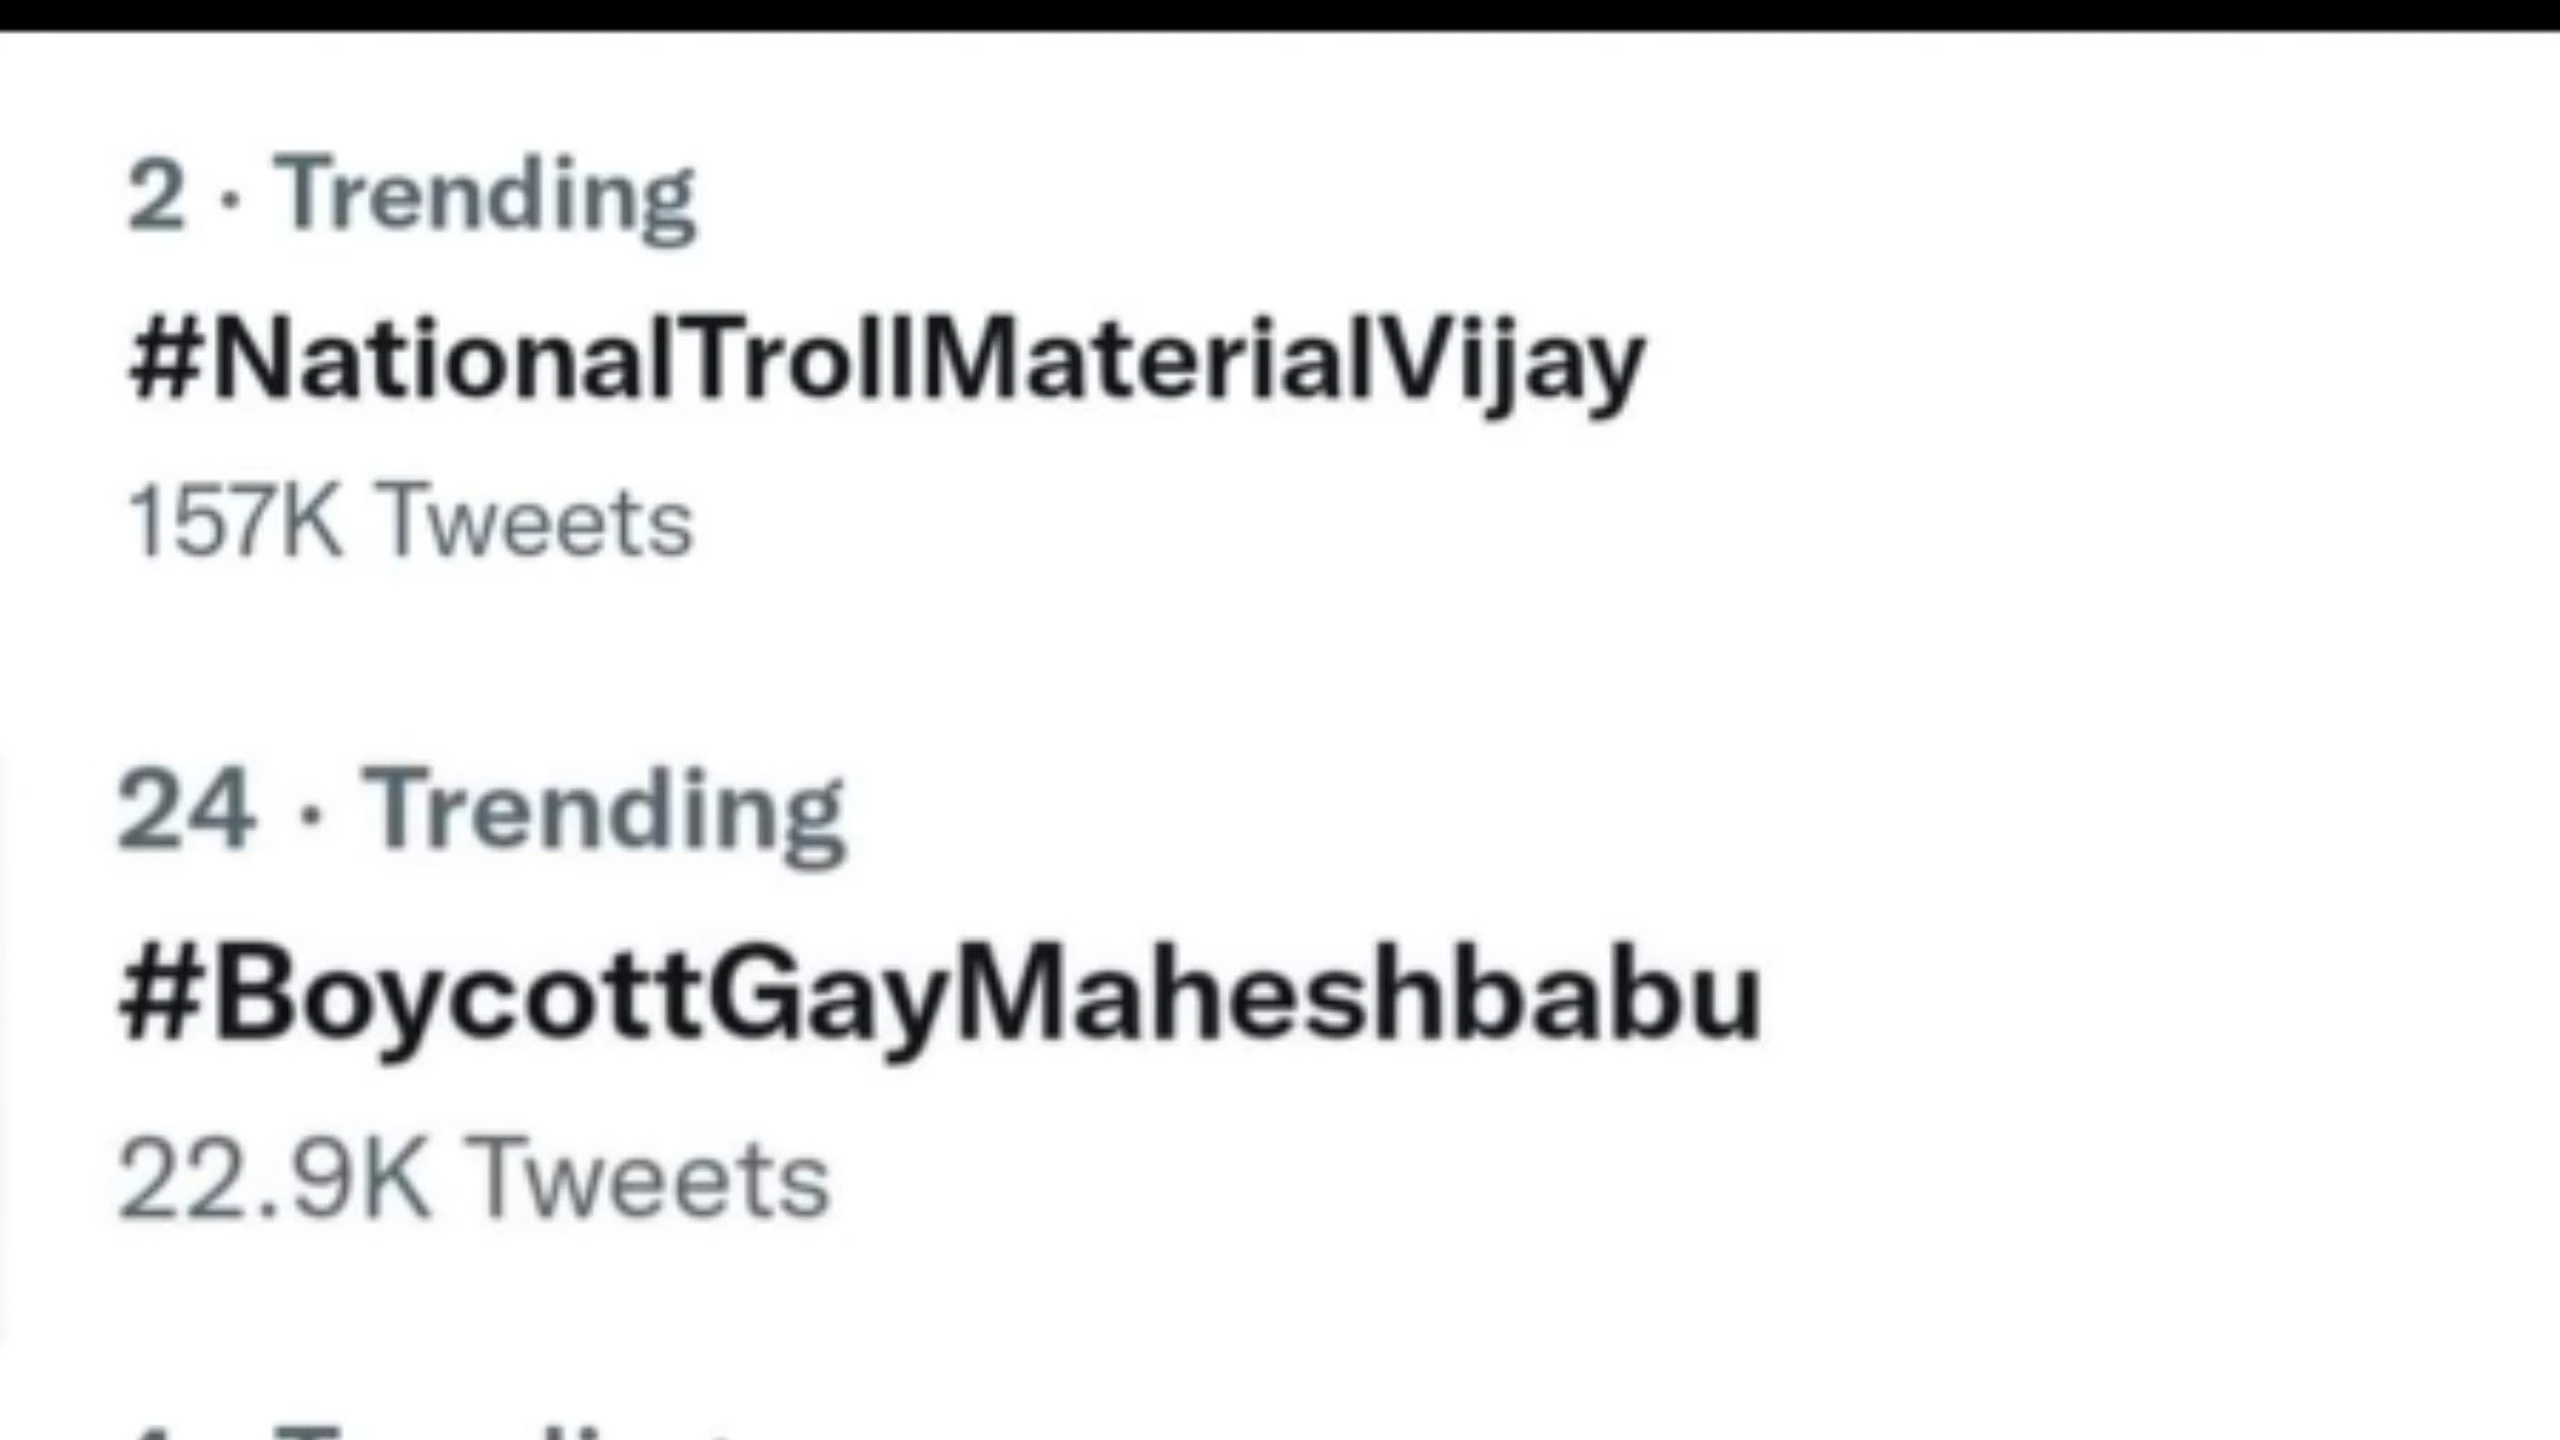 2 · Trending
#NationalTrollMaterialVijay
157K Tweets
24 · Trending
#BoycottGayMaheshbabu
22.9K Tweets